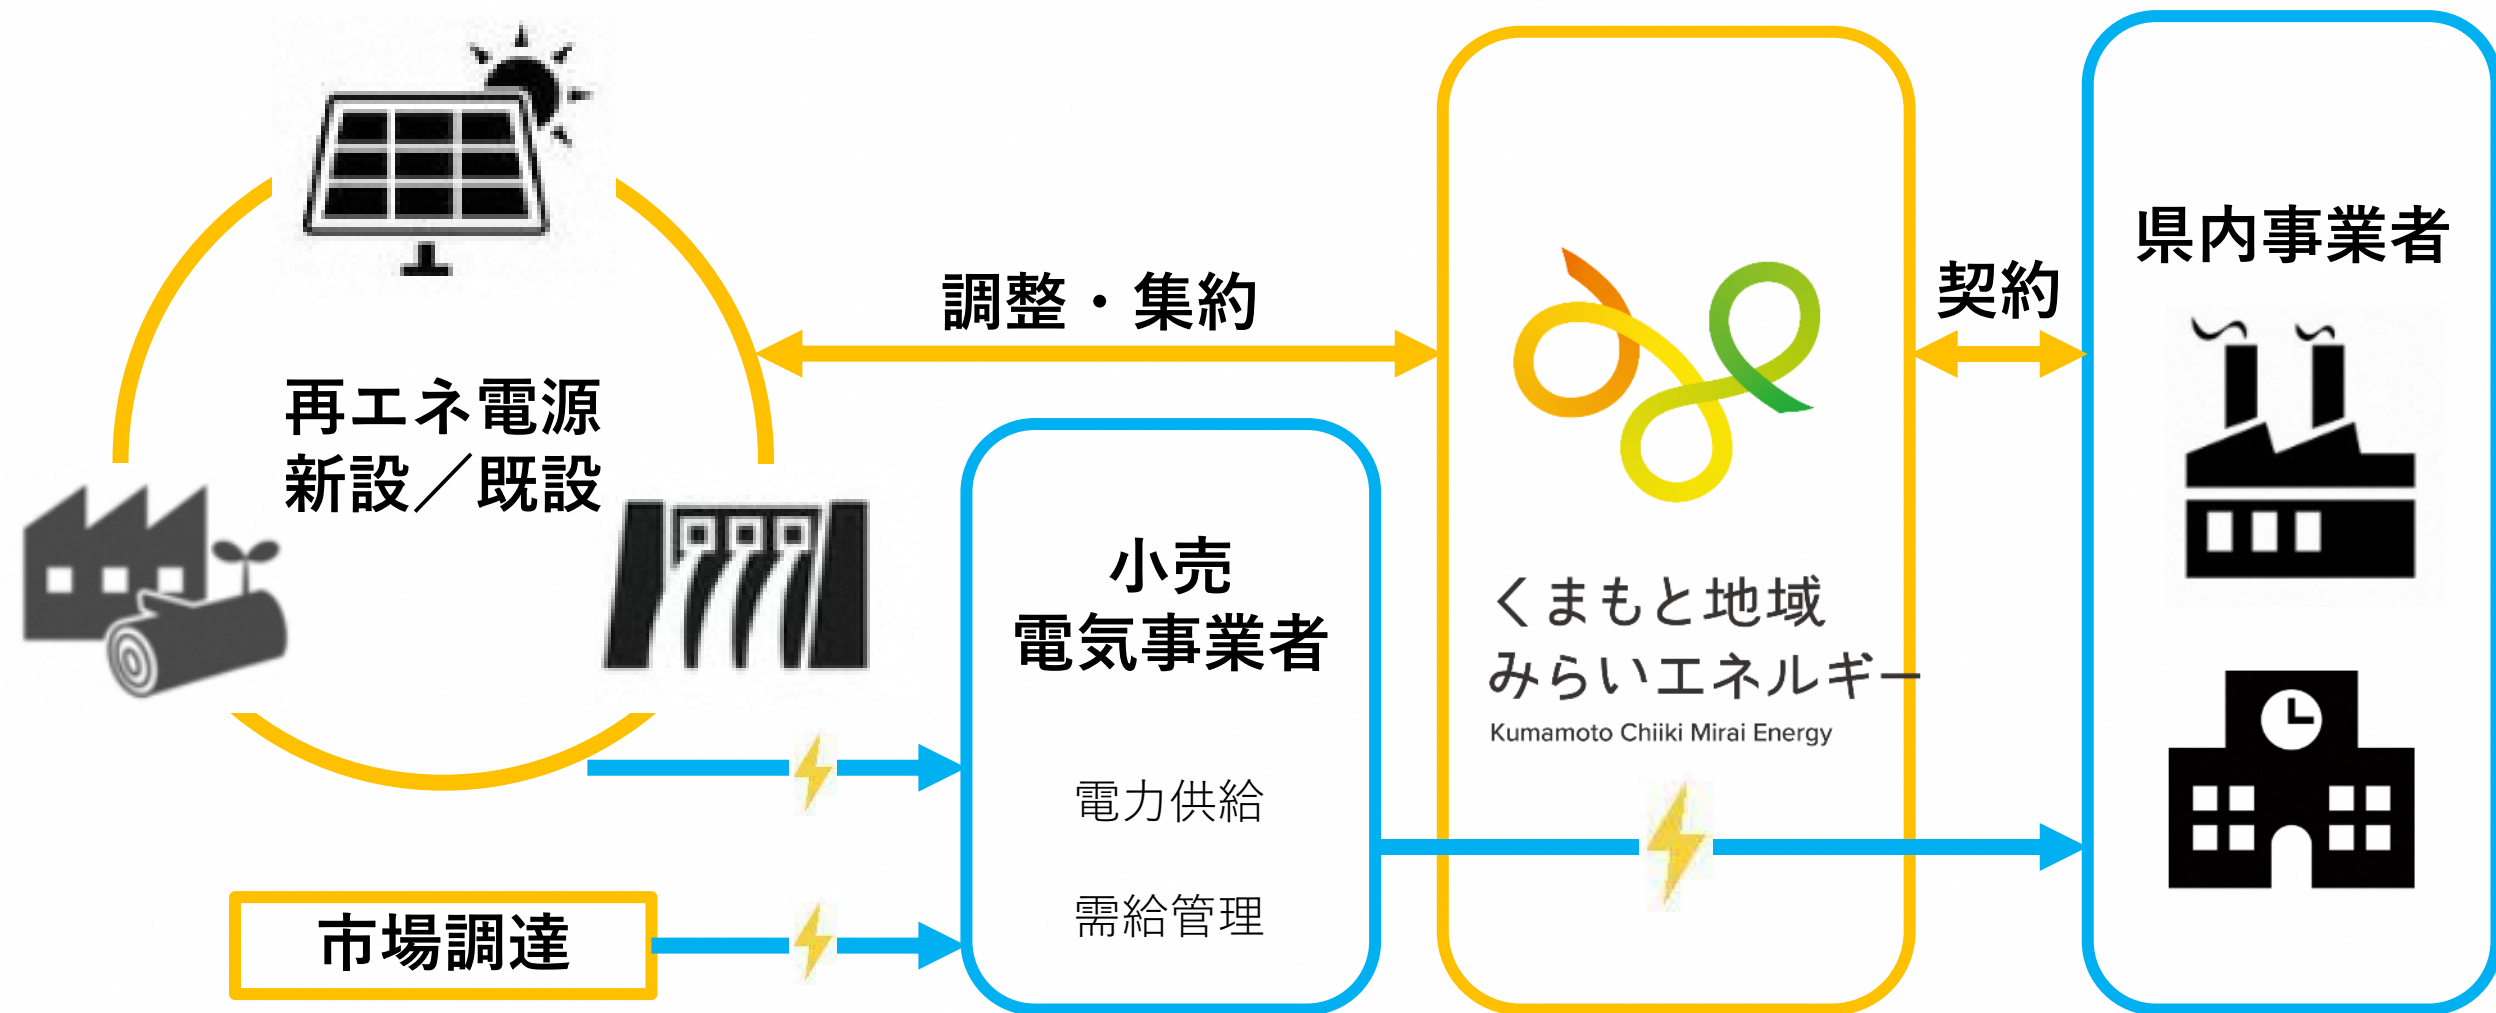 再エネ電源
新設／既設
調整・集約
小売
電気事業者
電力供給
需給管理
市場調達
くまもと地域
みらいエネルギー
Kumamoto Chiiki Mirai Energy
契約
県内事業者